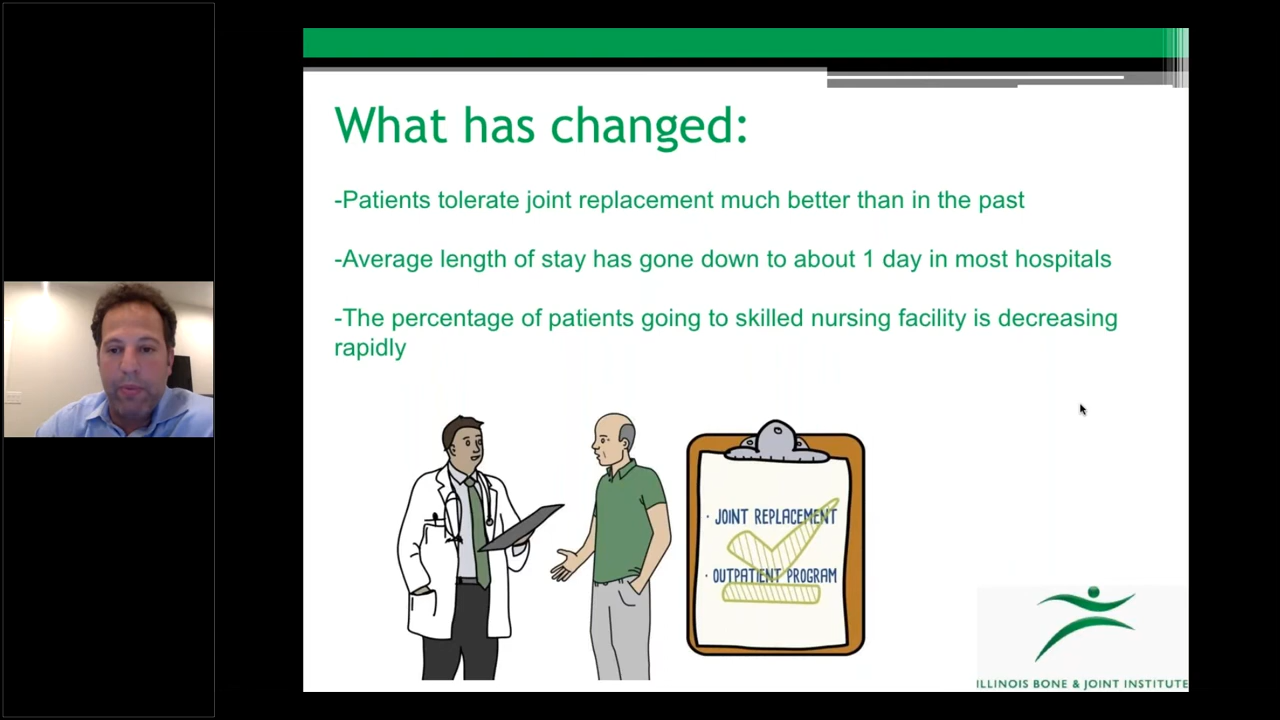 What has changed:
-Patients tolerate joint replacement much better than in the past
-Average length of stay has gone down to about 1 day in most hospitals
-The percentage of patients going to skilled nursing facility is decreasing
rapidly
· JOINT REPLACEMENT
· OUTPATIENT PROGRAM
ILLINOIS BONE & JOINT INSTITUTE